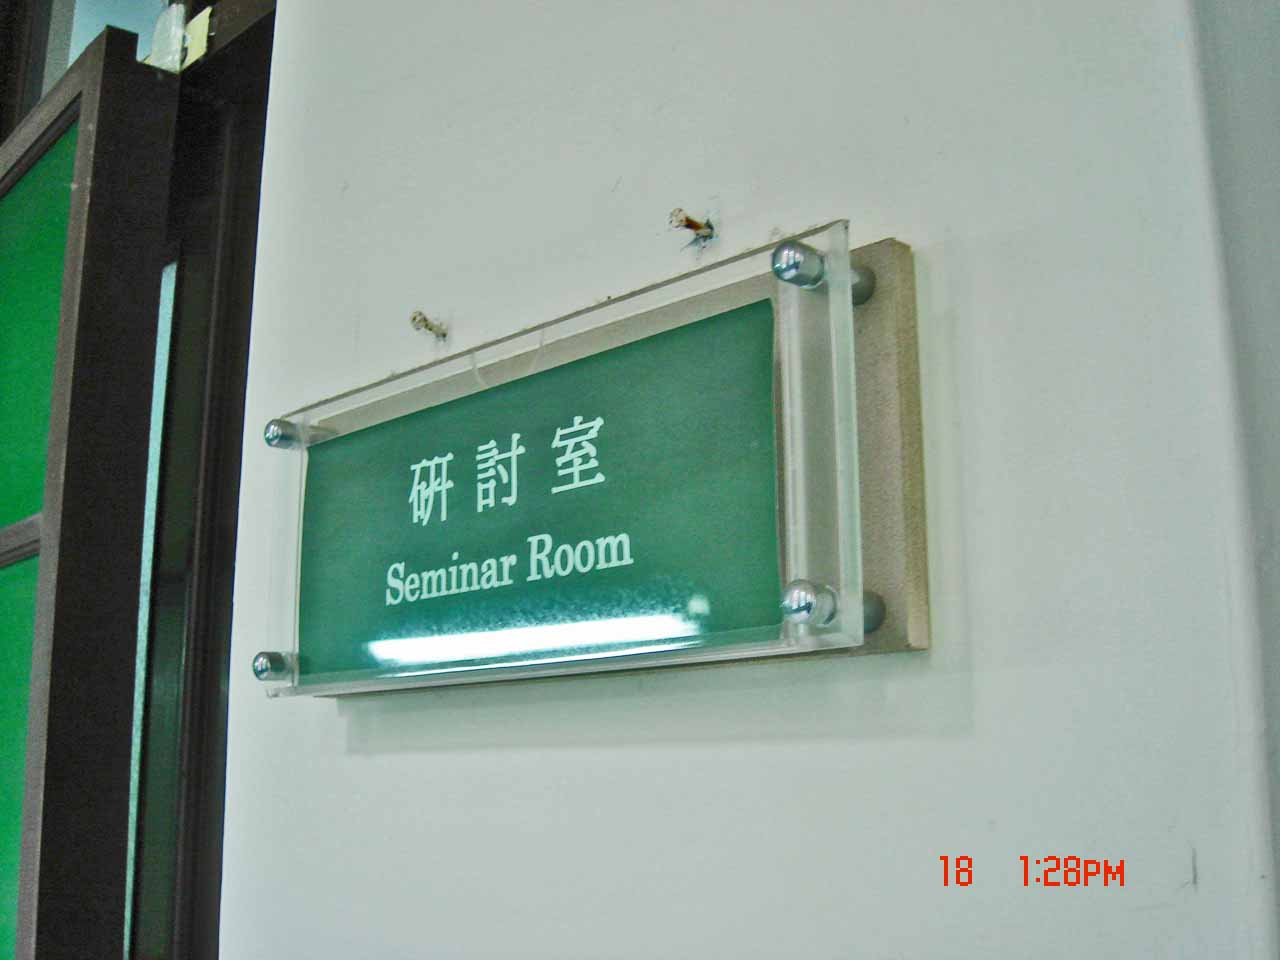 研討室
Seminar Room
18 1:28PM